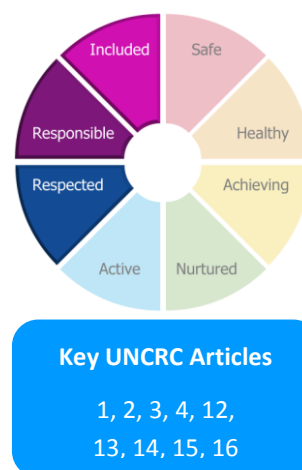 Included
Safe
Responsible
Healthy
Respected
Achieving
Active
Nurtured
Key UNCRC Articles
1, 2, 3, 4, 12,
13, 14, 15, 16